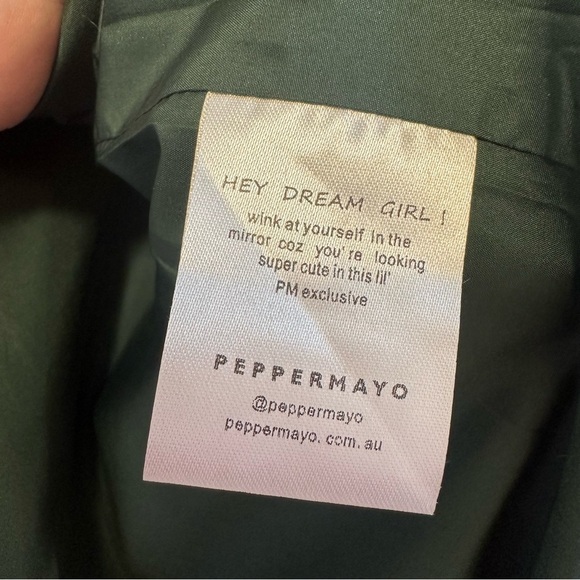 HEY DREAM GIRL !
wink at yourself in the
mirror coz you're looking
super cute in this lil'
PM exclusive
PEPPERMAYO
@peppermayo
peppermayo.com.au